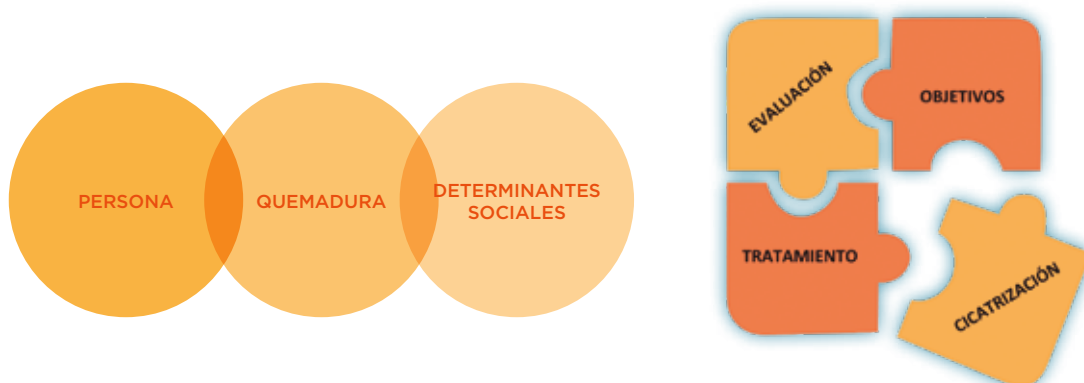 PERSONA
QUEMADURA
DETERMINANTES
SOCIALES
EVALUACIÓN
OBJETIVOS
TRATAMIENTO
CICATRIZACIÓN